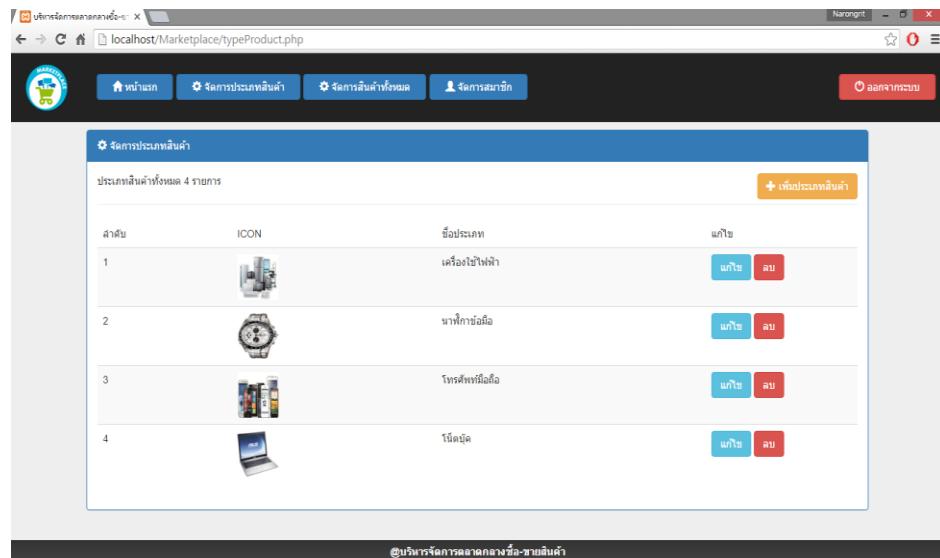 บริหารจัดการตลาดกลางซื้อ-ขา
Narongrit
localhost/Marketplace/typeProduct.php
MARKETPLACE
หน้าแรก
จัดการประเภทสินค้า
จัดการสินค้าทั้งหมด
จัดการสมาชิก
ออกจากระบบ
จัดการประเภทสินค้า
ประเภทสินค้าทั้งหมด 4 รายการ
เพิ่มประเภทสินค้า
ลำดับ ICON ชื่อประเภท แก้ไข
1 เครื่องใช้ไฟฟ้า แก้ไข ลบ
2 นาฬิกาข้อมือ แก้ไข ลบ
3 โทรศัพท์มือถือ แก้ไข ลบ
4 โน๊ตบุ๊ค แก้ไข ลบ
@บริหารจัดการตลาดกลางซื้อ-ขายสินค้า